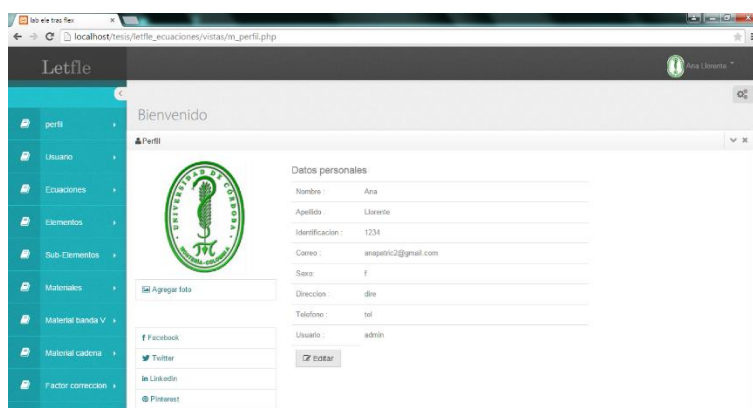 lab ele tras flex
localhost/tesis/letfle_ecuaciones/vistas/m_perfil.php
Letfle
Ana Llorente
Bienvenido
perfil
Usuario
Ecuaciones
Elementos
Sub-Elementos
Materiales
Material banda V
Material cadena
Factor correccion
Perfil
UNIVERSIDAD DE CORDOBA
MONTERIA-COLOMBIA
Agregar foto
Facebook
Twitter
Linkedin
Pinterest
Datos personales
Nombre : Ana
Apellido : Llorente
Identificacion : 1234
Correo : anapatric2@gmail.com
Sexo: f
Direccion : dire
Telefono : tel
Usuario : admin
Editar